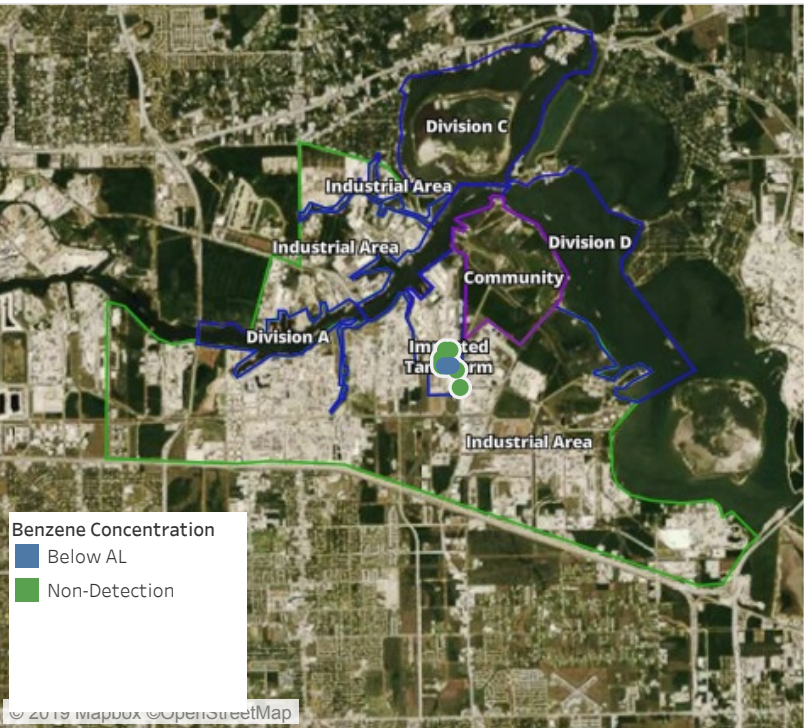 Division C
Industrial Area
Division D
Industrial Area
Community
Division A
Industrial Area
Benzene Concentration
Below AL
Non-Detection
© 2019 Mapbox ©OpenStreetMap